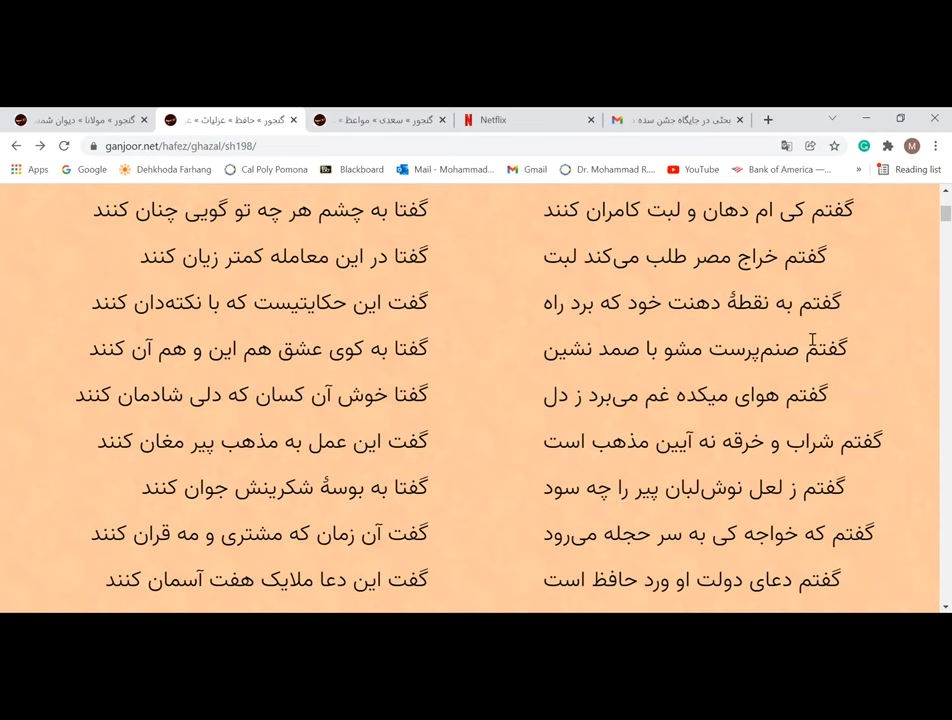 گنجور » مولانا » دیوان شمس
گنجور » حافظ » غزلیات » غز
گنجور » سعدی » مواعظ »
Netflix
بحثی در جایگاه جشن سده
ganjoor.net/hafez/ghazal/sh198/
M
Apps Google Dehkhoda Farhang Cal Poly Pomona Blackboard Mail - Mohammad... Gmail Dr. Mohammad R.... YouTube Bank of America —... » Reading list
گفتم کی ام دهان و لبت کامران کنند گفتا به چشم هر چه تو گویی چنان کنند
گفتم خراج مصر طلب می‌کند لبت گفتا در این معامله کمتر زیان کنند
گفتم به نقطهٔ دهنت خود که برد راه گفت این حکایتیست که با نکته‌دان کنند
گفتم صنم‌پرست مشو با صمد نشین گفتا به کوی عشق هم این و هم آن کنند
گفتم هوای میکده غم می‌برد ز دل گفتا خوش آن کسان که دلی شادمان کنند
گفتم شراب و خرقه نه آیین مذهب است گفت این عمل به مذهب پیر مغان کنند
گفتم ز لعل نوش‌لبان پیر را چه سود گفتا به بوسهٔ شکرینش جوان کنند
گفتم که خواجه کی به سر حجله می‌رود گفت آن زمان که مشتری و مه قران کنند
گفتم دعای دولت او ورد حافظ است گفت این دعا ملایک هفت آسمان کنند